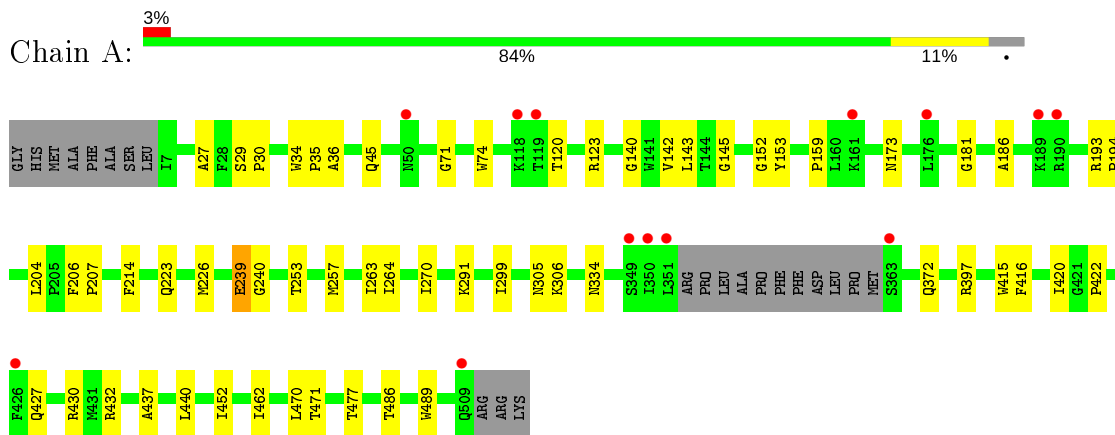 3%
Chain A:
84% 11%
GLY HIS MET ALA PHE ALA SER LEU I7 A27 F28 S29 P30 W34 P35 A36 Q45 N50 G71 W74 K118 T119 T120 R123 G140 W141 V142 L143 T144 G145 G152 Y153 P159 L160 K161 N173 L176 G181 A186 K189 R190 R193
L204 P205 F206 P207 F214 Q223 M226 E239 G240 T253 M257 I263 I264 I270 K291 I299 N305 K306 N334 S349 I350 L351 ARG PRO LEU ALA PRO PHE PHE ASP LEU PRO MET S363 Q372 R397 W415 F416 I420 G421 P422
F426 Q427 R430 M431 R432 A437 L440 I452 I462 L470 T471 T477 T486 W489 Q509 ARG ARG LYS